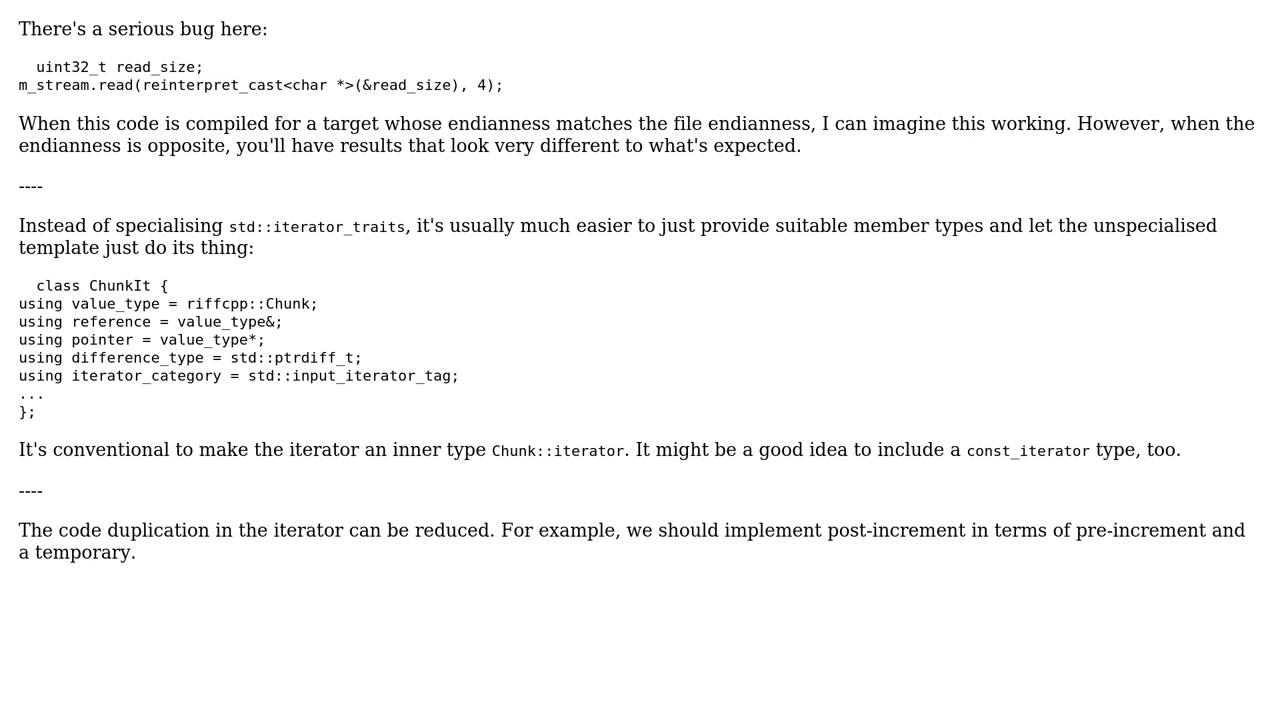 There's a serious bug here:
uint32_t read_size;
m_stream.read(reinterpret_cast<char *>(&read_size), 4);
When this code is compiled for a target whose endianness matches the file endianness, I can imagine this working. However, when the
endianness is opposite, you'll have results that look very different to what's expected.
----
Instead of specialising std::iterator_traits, it's usually much easier to just provide suitable member types and let the unspecialised
template just do its thing:
class ChunkIt {
using value_type = riffcpp::Chunk;
using reference = value_type&;
using pointer = value_type*;
using difference_type = std::ptrdiff_t;
using iterator_category = std::input_iterator_tag;
...
};
It's conventional to make the iterator an inner type Chunk::iterator. It might be a good idea to include a const_iterator type, too.
----
The code duplication in the iterator can be reduced. For example, we should implement post-increment in terms of pre-increment and
a temporary.